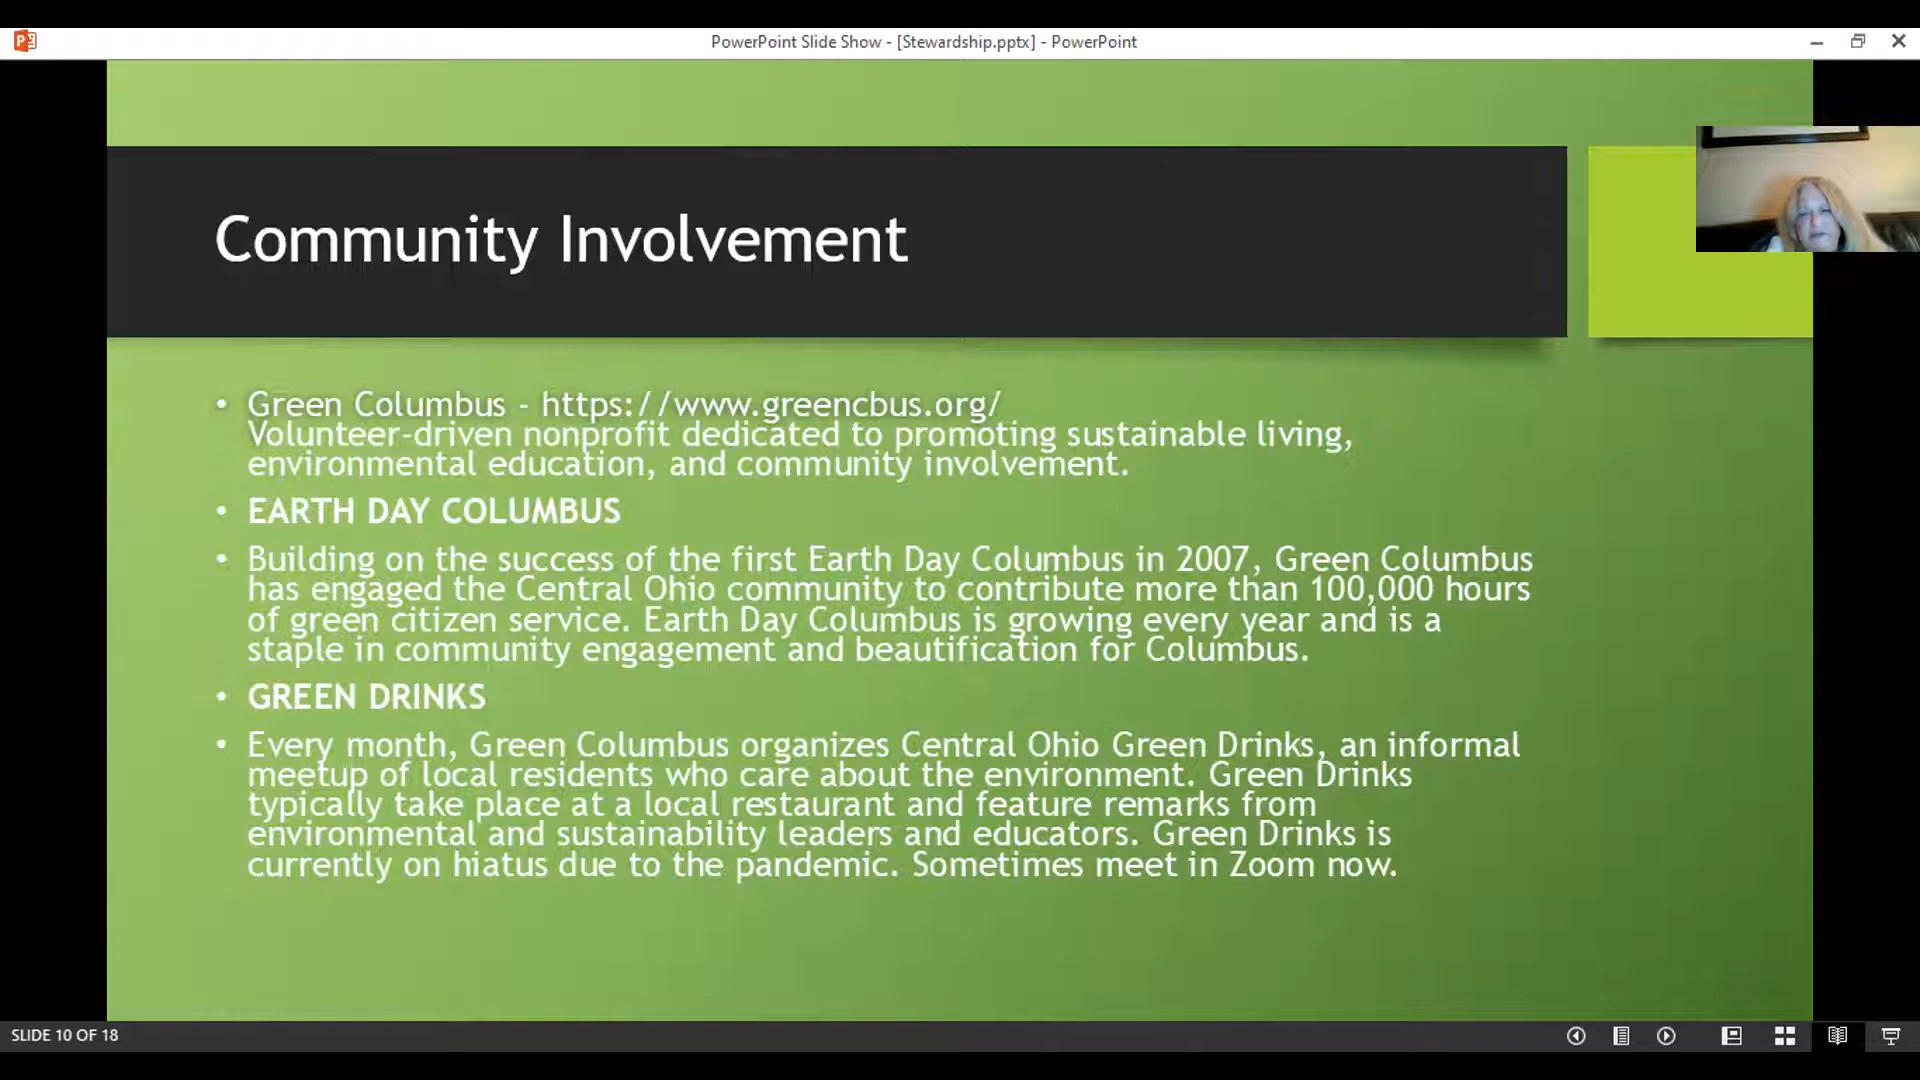 PowerPoint Slide Show - [Stewardship.pptx] - PowerPoint
Community Involvement
• Green Columbus - https://www.greencbus.org/
Volunteer-driven nonprofit dedicated to promoting sustainable living,
environmental education, and community involvement.
• EARTH DAY COLUMBUS
• Building on the success of the first Earth Day Columbus in 2007, Green Columbus
has engaged the Central Ohio community to contribute more than 100,000 hours
of green citizen service. Earth Day Columbus is growing every year and is a
staple in community engagement and beautification for Columbus.
• GREEN DRINKS
• Every month, Green Columbus organizes Central Ohio Green Drinks, an informal
meetup of local residents who care about the environment. Green Drinks
typically take place at a local restaurant and feature remarks from
environmental and sustainability leaders and educators. Green Drinks is
currently on hiatus due to the pandemic. Sometimes meet in Zoom now.
SLIDE 10 OF 18